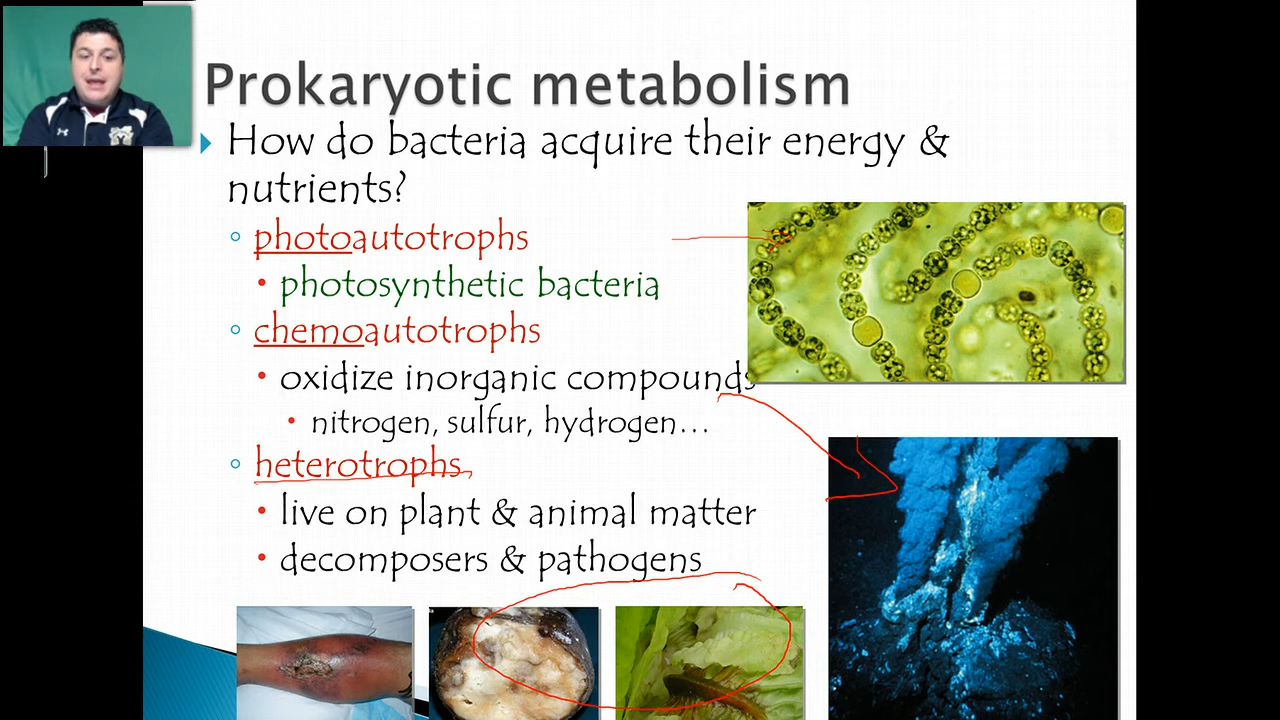 Prokaryotic metabolism
How do bacteria acquire their energy &
nutrients?
photoautotrophs
photosynthetic bacteria
chemoautotrophs
oxidize inorganic compounds
nitrogen, sulfur, hydrogen...
heterotrophs
live on plant & animal matter
decomposers & pathogens